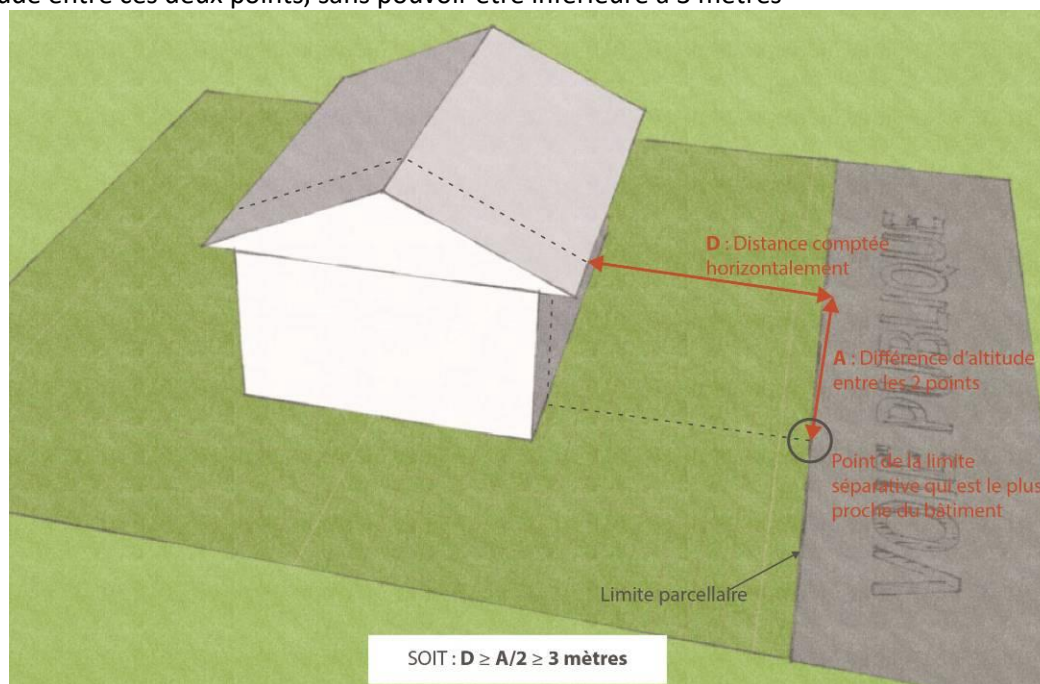 ude entre ces deux points, sans pouvoir être inférieure à 3 mètres
D : Distance comptée
horizontalement
VOIE PUBLIQUE
A : Différence d'altitude
entre les 2 points
Point de la limite
séparative qui est le plus
proche du bâtiment
Limite parcellaire
SOIT : D ≥ A/2 ≥ 3 mètres